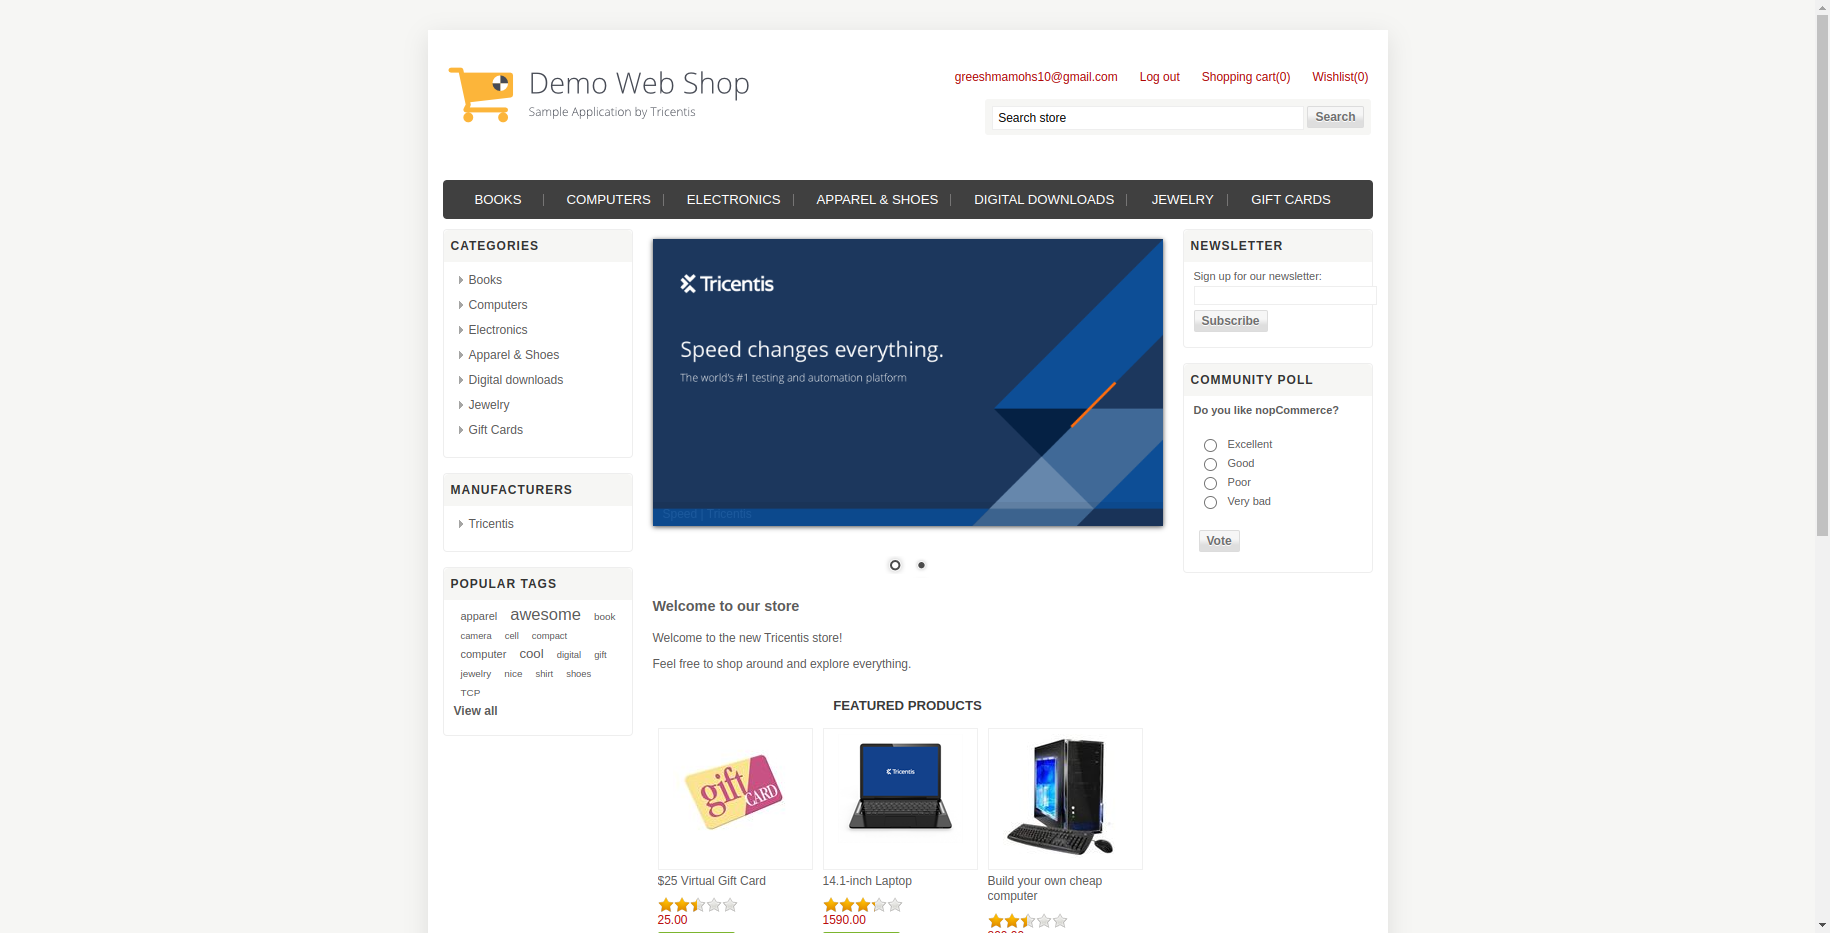 Demo Web Shop
Sample Application by Tricentis
greeshmamohs10@gmail.com Log out Shopping cart(0) Wishlist(0)
Search store Search
BOOKS COMPUTERS ELECTRONICS APPAREL & SHOES DIGITAL DOWNLOADS JEWELRY GIFT CARDS
CATEGORIES
Books
Computers
Electronics
Apparel & Shoes
Digital downloads
Jewelry
Gift Cards
MANUFACTURERS
Tricentis
POPULAR TAGS
apparel awesome book
camera cell compact
computer cool digital gift
jewelry nice shirt shoes
TCP
View all
Tricentis
Speed changes everything.
The world's #1 testing and automation platform
Speed | Tricentis
Welcome to our store
Welcome to the new Tricentis store!
Feel free to shop around and explore everything.
FEATURED PRODUCTS
gift
CARD
Tricentis
$25 Virtual Gift Card
25.00
14.1-inch Laptop
1590.00
Build your own cheap
computer
NEWSLETTER
Sign up for our newsletter:
Subscribe
COMMUNITY POLL
Do you like nopCommerce?
Excellent
Good
Poor
Very bad
Vote